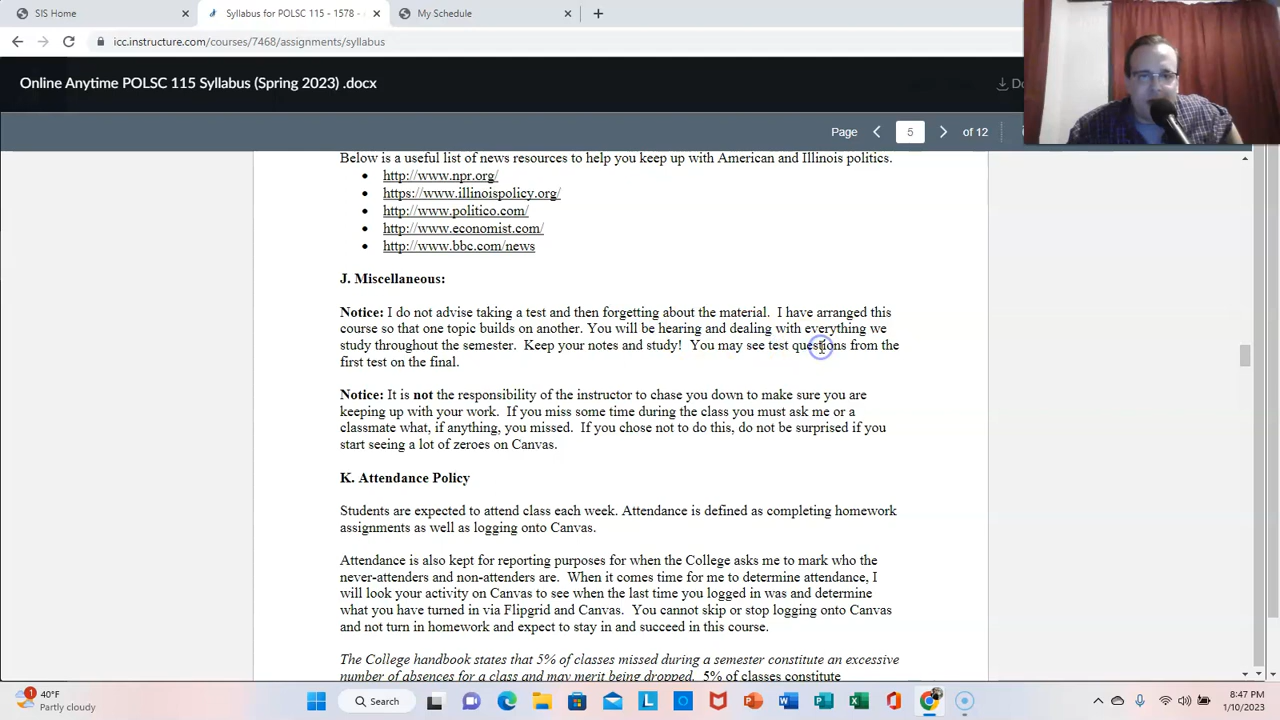 SIS Home
Syllabus for POLSC 115 - 1578 -
My Schedule
icc.instructure.com/courses/7468/assignments/syllabus
Online Anytime POLSC 115 Syllabus (Spring 2023) .docx
Do
Page 5 of 12
Below is a useful list of news resources to help you keep up with American and Illinois politics.
• http://www.npr.org/
• https://www.illinoispolicy.org/
• http://www.politico.com/
• http://www.economist.com/
• http://www.bbc.com/news
J. Miscellaneous:
Notice: I do not advise taking a test and then forgetting about the material. I have arranged this
course so that one topic builds on another. You will be hearing and dealing with everything we
study throughout the semester. Keep your notes and study! You may see test questions from the
first test on the final.
Notice: It is not the responsibility of the instructor to chase you down to make sure you are
keeping up with your work. If you miss some time during the class you must ask me or a
classmate what, if anything, you missed. If you chose not to do this, do not be surprised if you
start seeing a lot of zeroes on Canvas.
K. Attendance Policy
Students are expected to attend class each week. Attendance is defined as completing homework
assignments as well as logging onto Canvas.
Attendance is also kept for reporting purposes for when the College asks me to mark who the
never-attenders and non-attenders are. When it comes time for me to determine attendance, I
will look your activity on Canvas to see when the last time you logged in was and determine
what you have turned in via Flipgrid and Canvas. You cannot skip or stop logging onto Canvas
and not turn in homework and expect to stay in and succeed in this course.
The College handbook states that 5% of classes missed during a semester constitute an excessive
number of absences for a class and may merit being dropped. 5% of classes constitute
1
40°F
Partly cloudy
Search
8:47 PM
1/10/2023